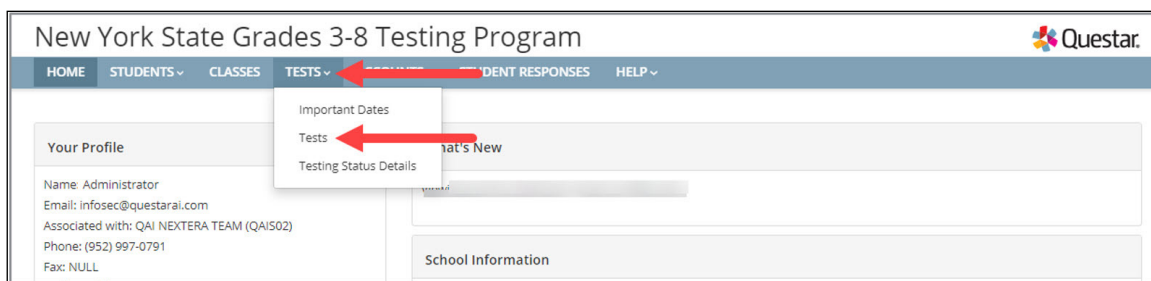 New York State Grades 3-8 Testing Program
Questar.
HOME STUDENTS CLASSES TESTS STUDENT RESPONSES HELP
Important Dates
Tests
Testing Status Details
Your Profile
Name: Administrator
Email: infosec@questarai.com
Associated with: QAI NEXTERA TEAM (QAIS02)
Phone: (952) 997-0791
Fax: NULL
New
School Information